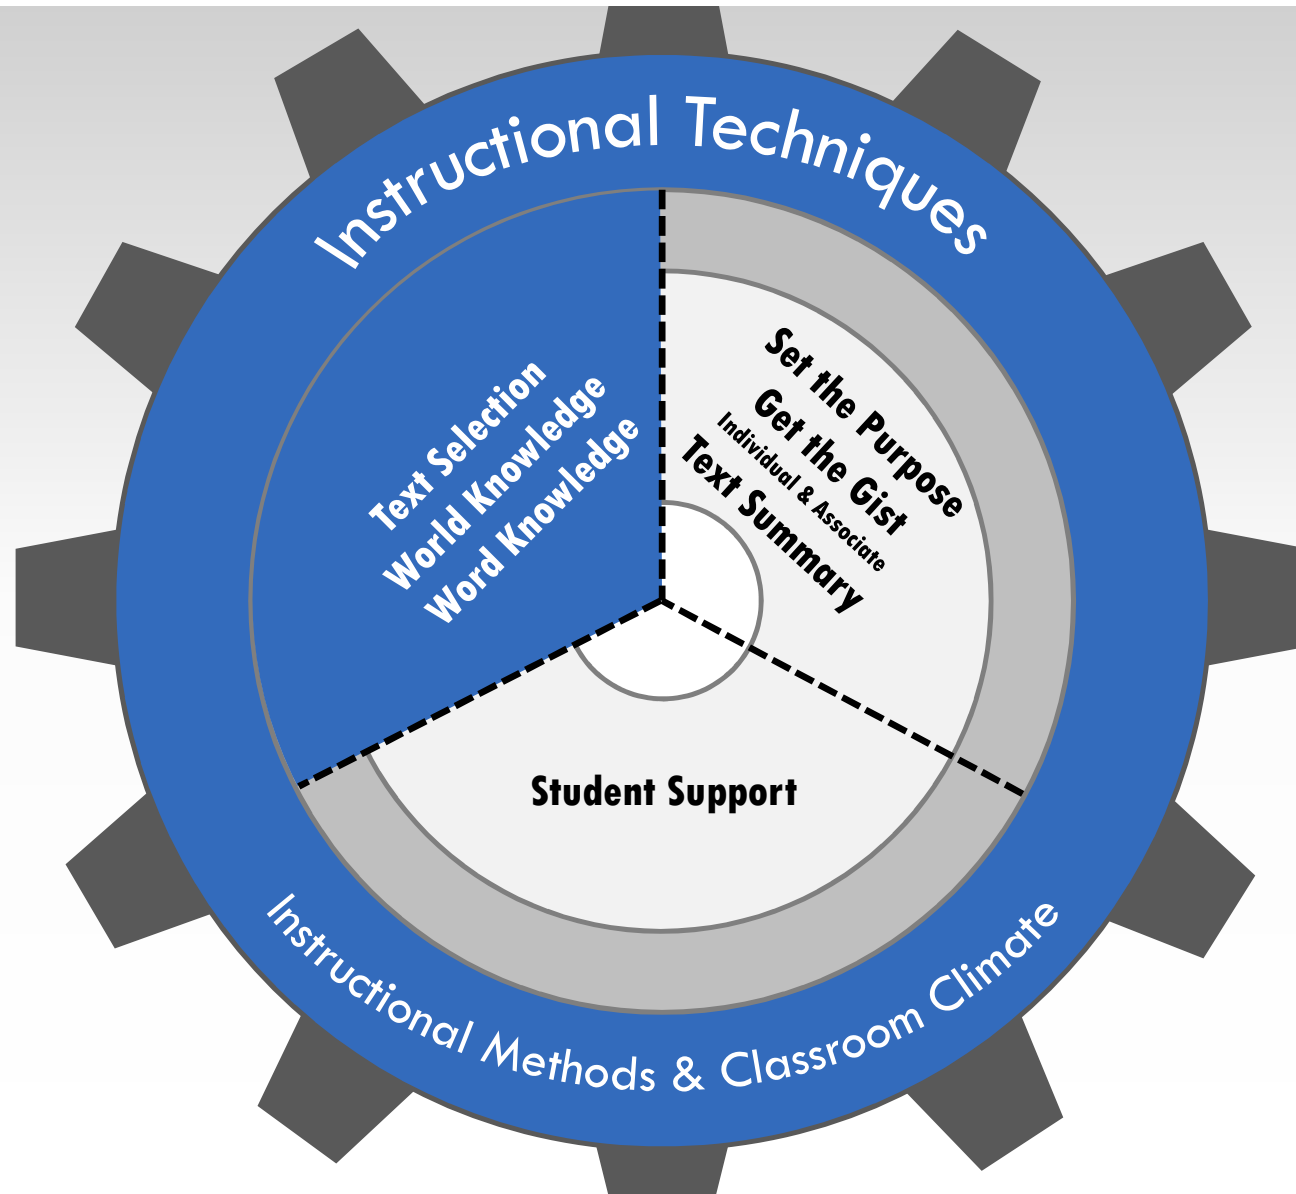 Instructional Techniques
Text Selection
World Knowledge
Word Knowledge
Set the Purpose
Get the Gist
Individual & Associate
Text Summary
Student Support
Instructional Methods & Classroom Climate